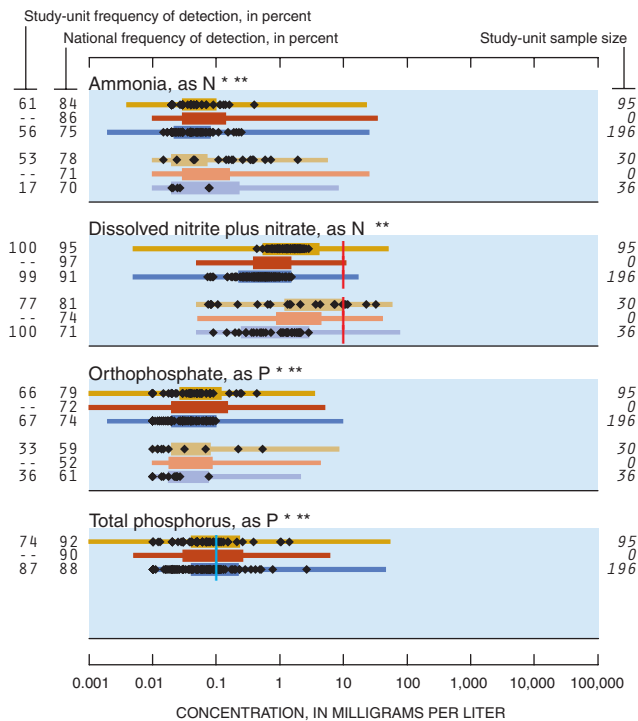 Study-unit frequency of detection, in percent
National frequency of detection, in percent
Study-unit sample size
Ammonia, as N * **
61 84 95
-- 86 0
56 75 196
53 78 30
-- 71 0
17 70 36
Dissolved nitrite plus nitrate, as N **
100 95 95
-- 97 0
99 91 196
77 81 30
-- 74 0
100 71 36
Orthophosphate, as P * **
66 79 95
-- 72 0
67 74 196
33 59 30
-- 52 0
36 61 36
Total phosphorus, as P * **
74 92 95
-- 90 0
87 88 196
0.001 0.01 0.1 1 10 100 1,000 10,000 100,000
CONCENTRATION, IN MILLIGRAMS PER LITER